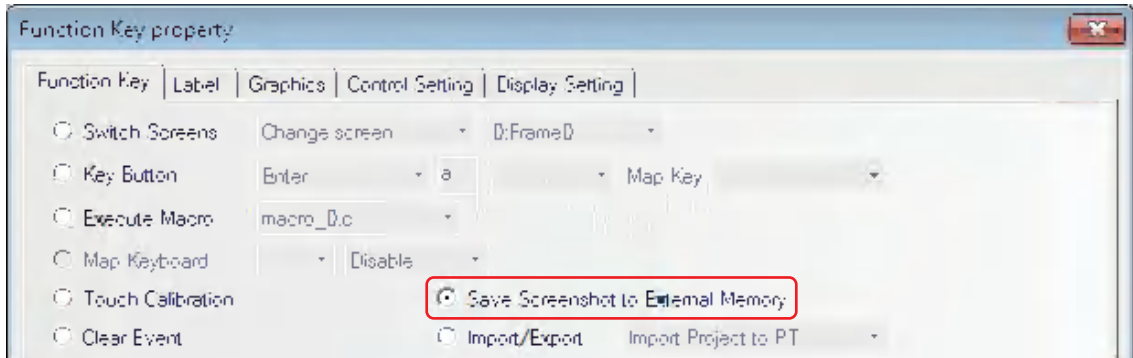 Function Key property
Function Key Label Graphics Control Setting Display Setting
Switch Screens Change screen 0:Frame0
Key Button Enter a Map Key
Execute Macro macro_0.c
Map Keyboard Disable
Touch Calibration Save Screenshot to External Memory
Clear Event Import/Export Import Project to PT